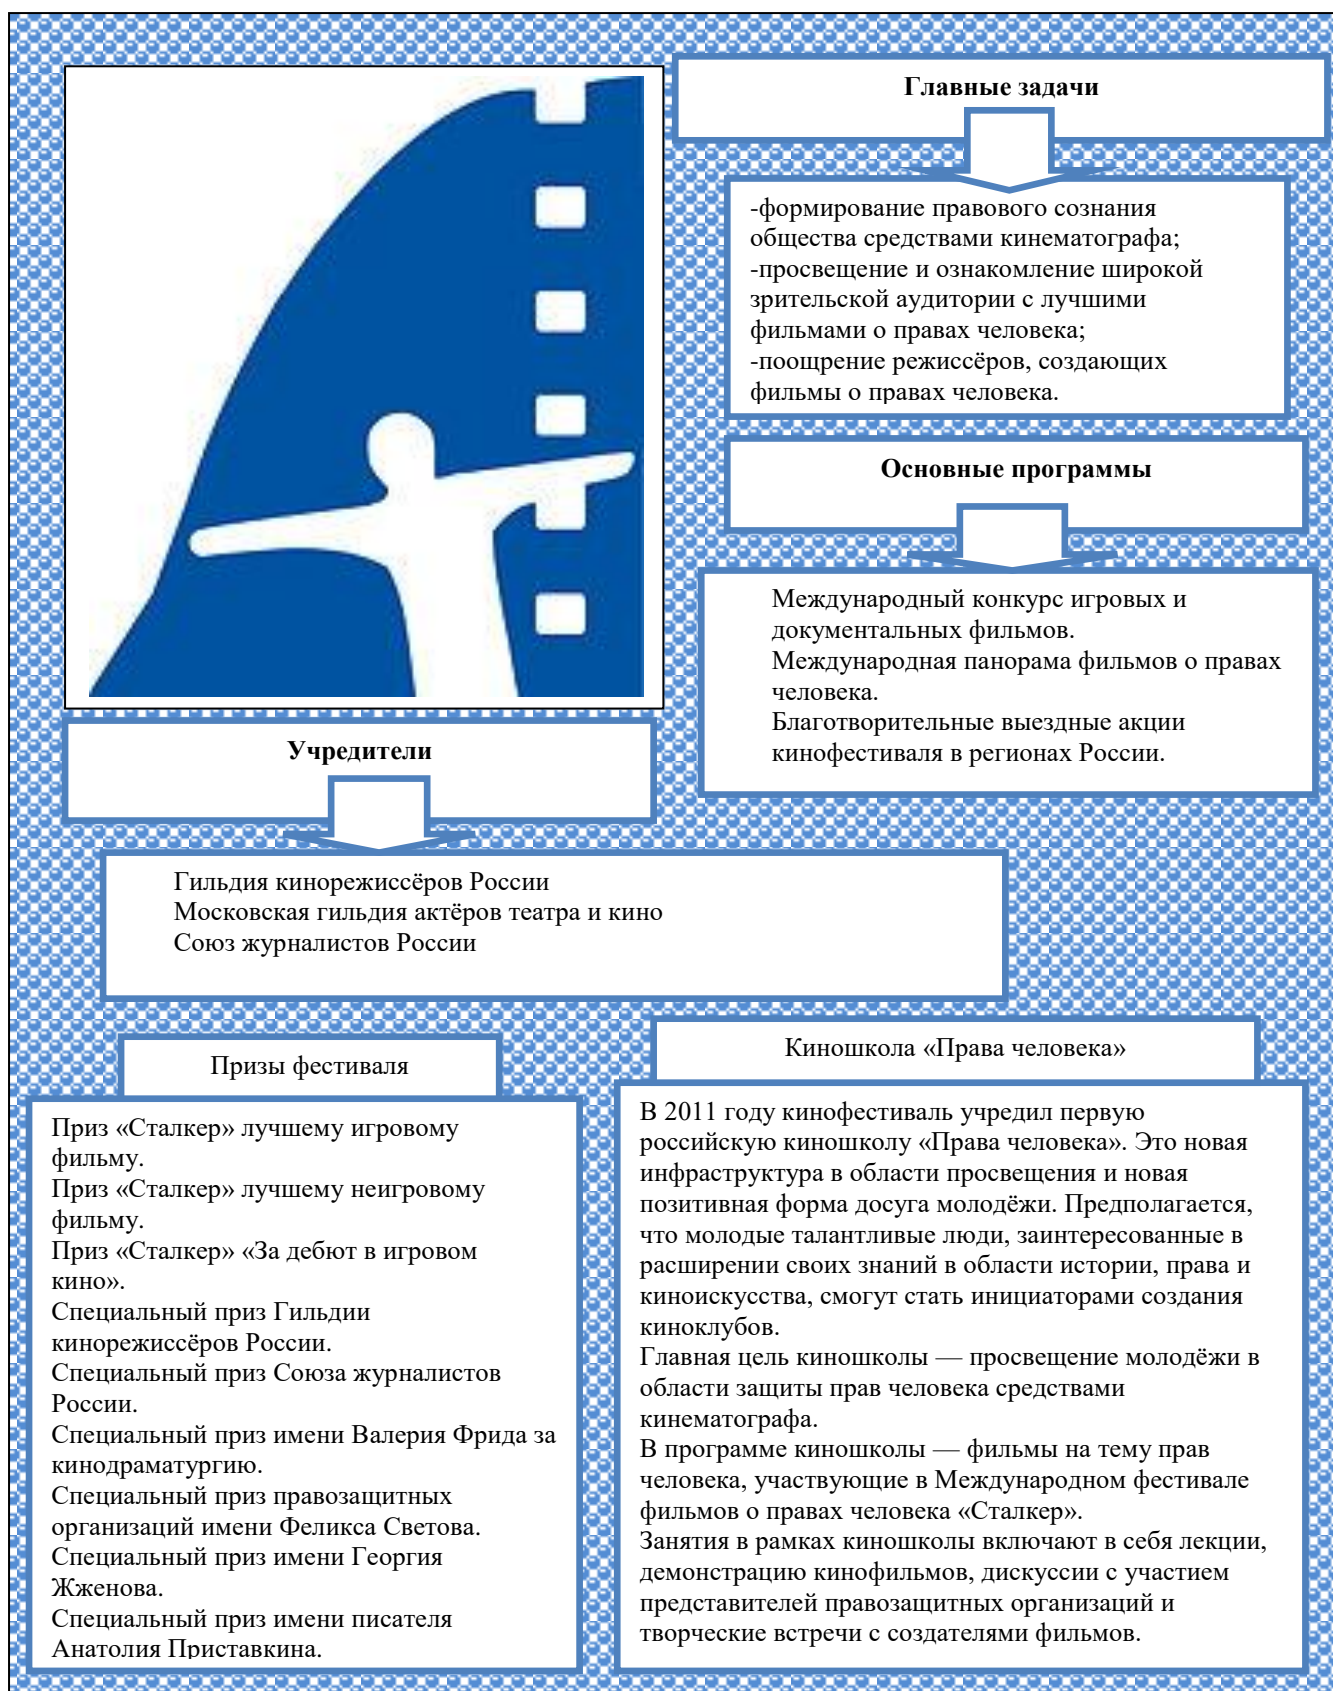 Главные задачи
-формирование правового сознания
общества средствами кинематографа;
-просвещение и ознакомление широкой
зрительской аудитории с лучшими
фильмами о правах человека;
-поощрение режиссёров, создающих
фильмы о правах человека.
Основные программы
Международный конкурс игровых и
документальных фильмов.
Международная панорама фильмов о правах
человека.
Благотворительные выездные акции
кинофестиваля в регионах России.
Учредители
Гильдия кинорежиссёров России
Московская гильдия актёров театра и кино
Союз журналистов России
Призы фестиваля
Приз «Сталкер» лучшему игровому
фильму.
Приз «Сталкер» лучшему неигровому
фильму.
Приз «Сталкер» «За дебют в игровом
кино».
Специальный приз Гильдии
кинорежиссёров России.
Специальный приз Союза журналистов
России.
Специальный приз имени Валерия Фрида за
кинодраматургию.
Специальный приз правозащитных
организаций имени Феликса Светова.
Специальный приз имени Георгия
Жженова.
Специальный приз имени писателя
Анатолия Приставкина.
Киношкола «Права человека»
В 2011 году кинофестиваль учредил первую
российскую киношколу «Права человека». Это новая
инфраструктура в области просвещения и новая
позитивная форма досуга молодёжи. Предполагается,
что молодые талантливые люди, заинтересованные в
расширении своих знаний в области истории, права и
киноискусства, смогут стать инициаторами создания
киноклубов.
Главная цель киношколы — просвещение молодёжи в
области защиты прав человека средствами
кинематографа.
В программе киношколы — фильмы на тему прав
человека, участвующие в Международном фестивале
фильмов о правах человека «Сталкер».
Занятия в рамках киношколы включают в себя лекции,
демонстрацию кинофильмов, дискуссии с участием
представителей правозащитных организаций и
творческие встречи с создателями фильмов.